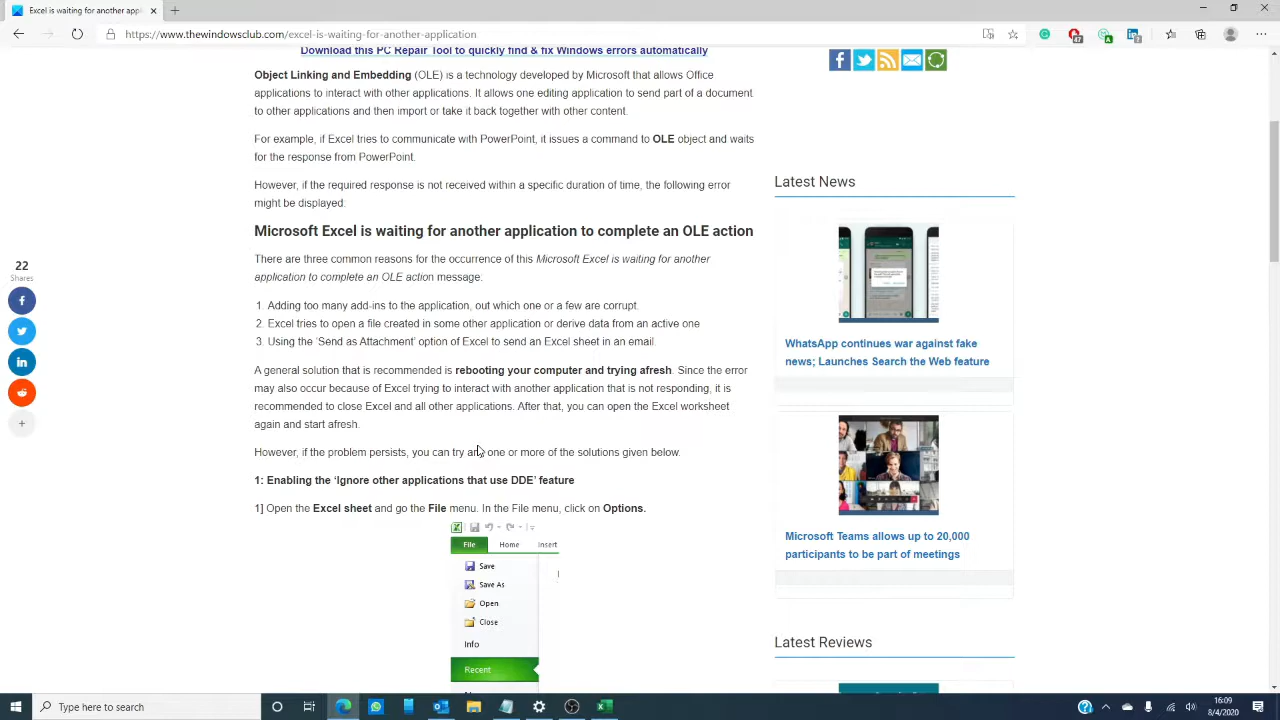 Excel is waiting for another appl
https://www.thewindowsclub.com/excel-is-waiting-for-another-application
47
A
Download this PC Repair Tool to quickly find & fix Windows errors automatically
Object Linking and Embedding (OLE) is a technology developed by Microsoft that allows Office
applications to interact with other applications. It allows one editing application to send part of a document
to other applications and then import or take it back together with other content.
For example, if Excel tries to communicate with PowerPoint, it issues a command to OLE object and waits
for the response from PowerPoint.
However, if the required response is not received within a specific duration of time, the following error
might be displayed:
Microsoft Excel is waiting for another application to complete an OLE action
There are three common reasons for the occurrence of this Microsoft Excel is waiting for another
application to complete an OLE action message.
1. Adding too many add-ins to the application, out which one or a few are corrupt.
2. Excel tries to open a file created in some other application or derive data from an active one
3. Using the 'Send as Attachment' option of Excel to send an Excel sheet in an email.
A general solution that is recommended is rebooting your computer and trying afresh. Since the error
may also occur because of Excel trying to interact with another application that is not responding, it is
recommended to close Excel and all other applications. After that, you can open the Excel worksheet
again and start afresh.
However, if the problem persists, you can try any one or more of the solutions given below.
1: Enabling the 'Ignore other applications that use DDE' feature
1] Open the Excel sheet and go the File menu. In the File menu, click on Options.
File Home Insert
Save
Save As
Open
Close
Info
Recent
22
Shares
Latest News
WhatsApp continues war against fake
news; Launches Search the Web feature
Microsoft Teams allows up to 20,000
participants to be part of meetings
Latest Reviews
Type here to search
16:09
8/4/2020